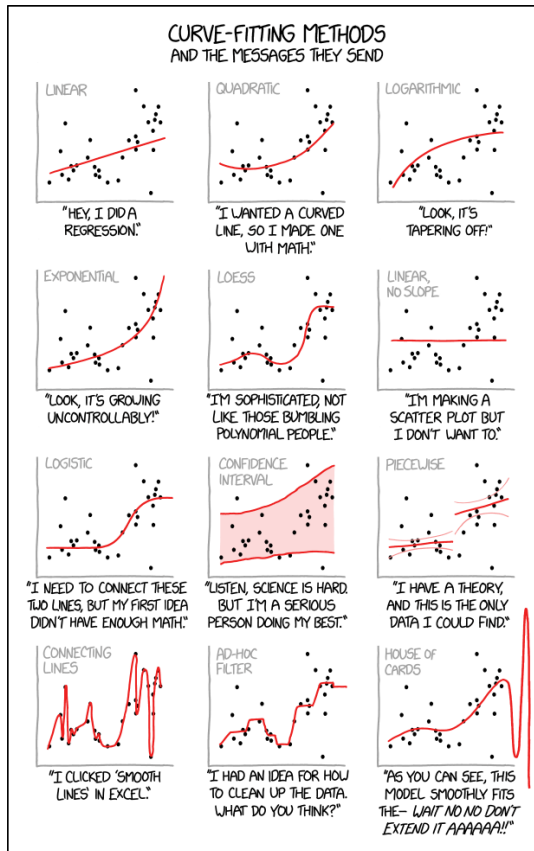 CURVE-FITTING METHODS
AND THE MESSAGES THEY SEND
LINEAR
"HEY, I DID A
REGRESSION."
QUADRATIC
"I WANTED A CURVED
LINE, SO I MADE ONE
WITH MATH."
LOGARITHMIC
"LOOK, IT'S
TAPERING OFF!"
EXPONENTIAL
"LOOK, IT'S GROWING
UNCONTROLLABLY!"
LOESS
"I'M SOPHISTICATED, NOT
LIKE THOSE BUMBLING
POLYNOMIAL PEOPLE."
LINEAR,
NO SLOPE
"I'M MAKING A
SCATTER PLOT BUT
I DON'T WANT TO."
LOGISTIC
"I NEED TO CONNECT THESE
TWO LINES, BUT MY FIRST IDEA
DIDN'T HAVE ENOUGH MATH."
CONFIDENCE
INTERVAL
"LISTEN, SCIENCE IS HARD.
BUT I'M A SERIOUS
PERSON DOING MY BEST."
PIECEWISE
"I HAVE A THEORY,
AND THIS IS THE ONLY
DATA I COULD FIND."
CONNECTING
LINES
"I CLICKED 'SMOOTH
LINES' IN EXCEL."
AD-HOC
FILTER
"I HAD AN IDEA FOR HOW
TO CLEAN UP THE DATA.
WHAT DO YOU THINK?"
HOUSE OF
CARDS
"AS YOU CAN SEE, THIS
MODEL SMOOTHLY FITS
THE- WAIT NO NO DON'T
EXTEND IT AAAAAA!!"